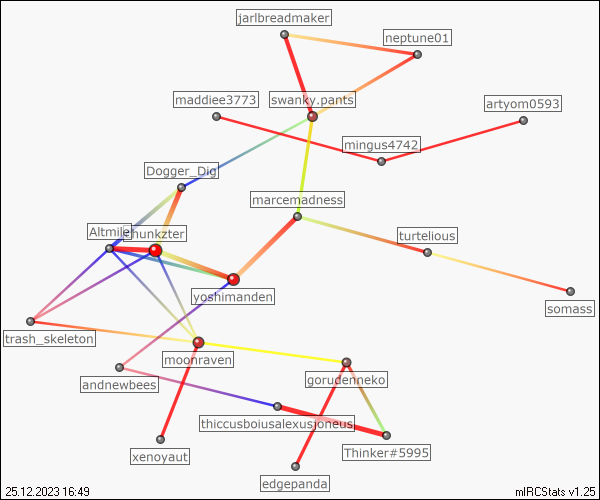 jarlbreadmaker
neptune01
maddiee3773
swanky.pants
artyom0593
mingus4742
Dogger_Dig
marcemadness
Altmile
hunkzter
turtelious
yoshimanden
somass
trash_skeleton
moonraven
andnewbees
gorudenneko
thiccusboiusalexusjoneus
xenoyaut
Thinker#5995
edgepanda
25.12.2023 16:49
mIRCStats v1.25